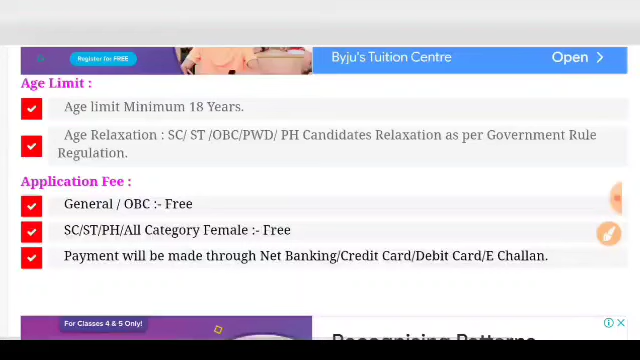 Register for FREE
Byju's Tuition Centre
Open
Age Limit :
Age limit Minimum 18 Years.
Age Relaxation : SC/ ST /OBC/PWD/ PH Candidates Relaxation as per Government Rule
Regulation.
Application Fee :
General / OBC :- Free
SC/ST/PH/All Category Female :- Free
Payment will be made through Net Banking/Credit Card/Debit Card/E Challan.
For Classes 4 & 5 Only!
Recognising Patterns